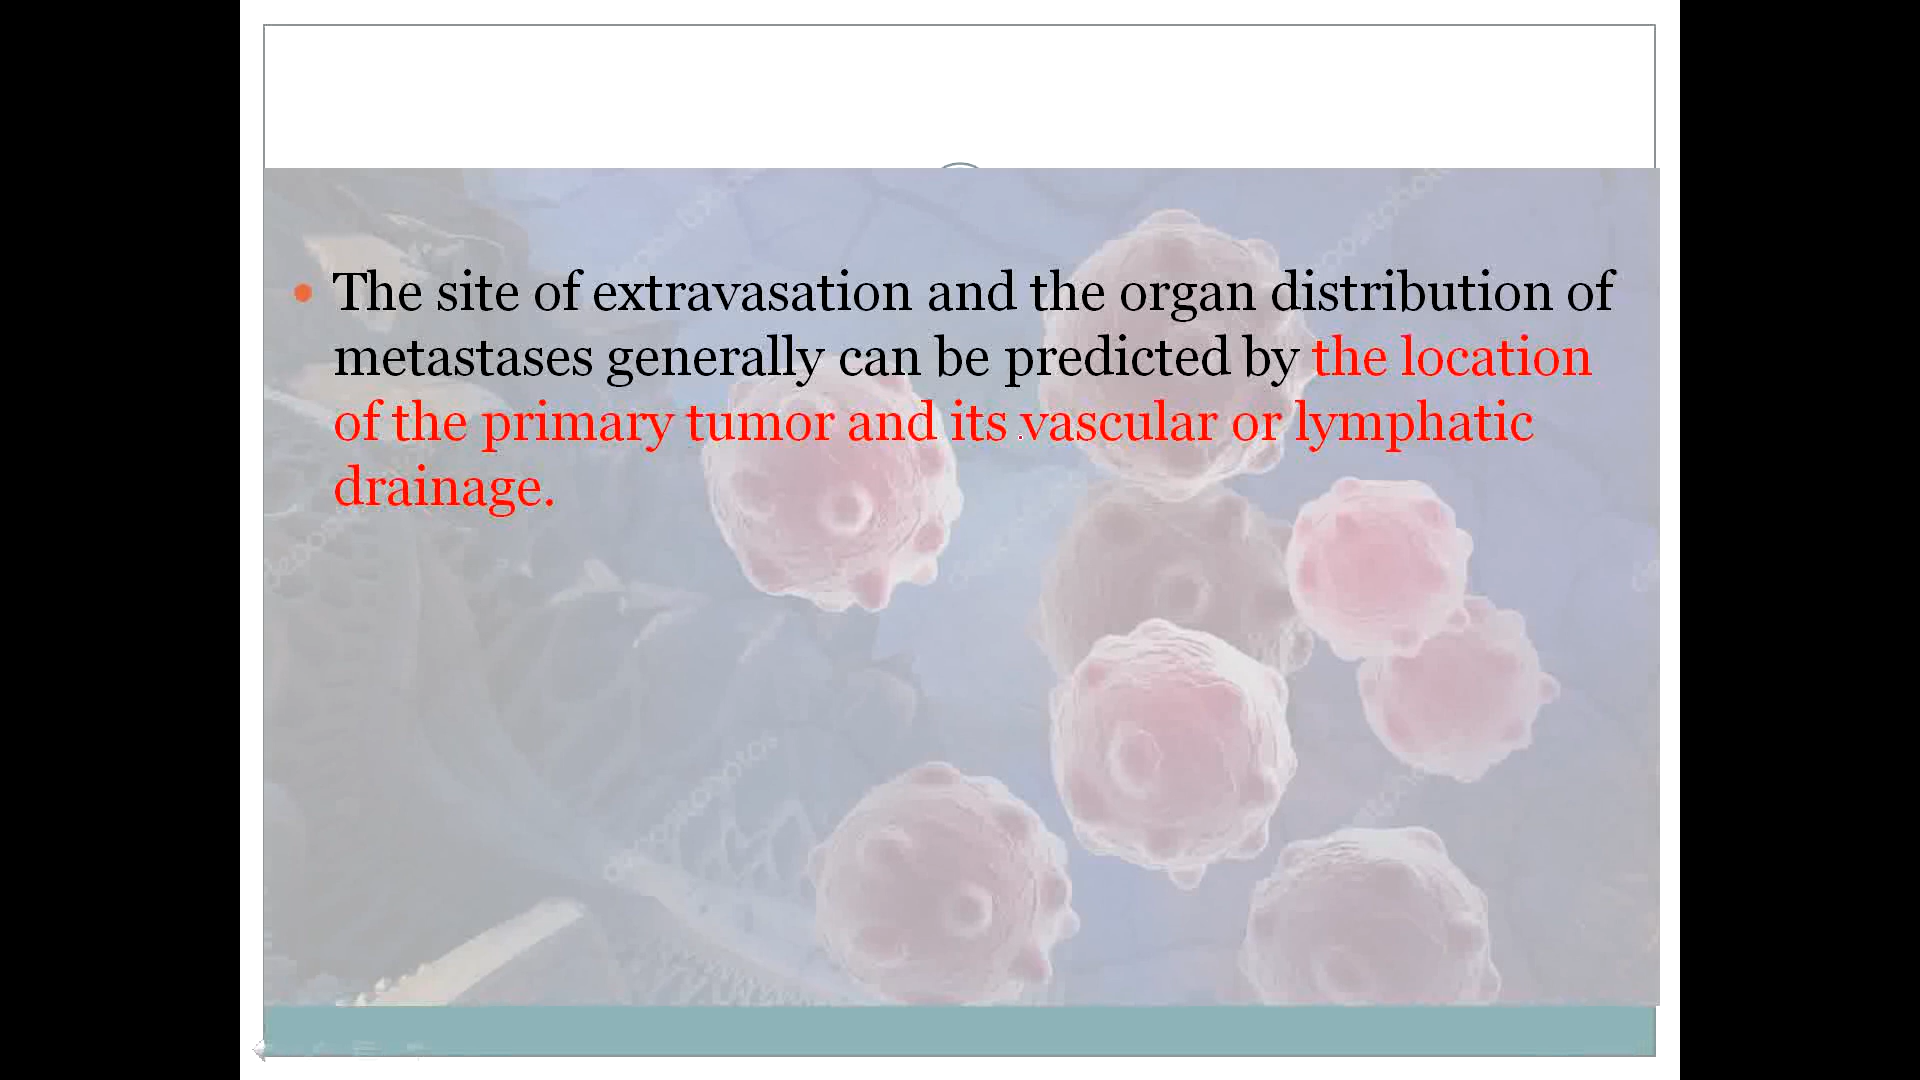 • The site of extravasation and the organ distribution of
metastases generally can be predicted by the location
of the primary tumor and its vascular or lymphatic
drainage.
depositphotos